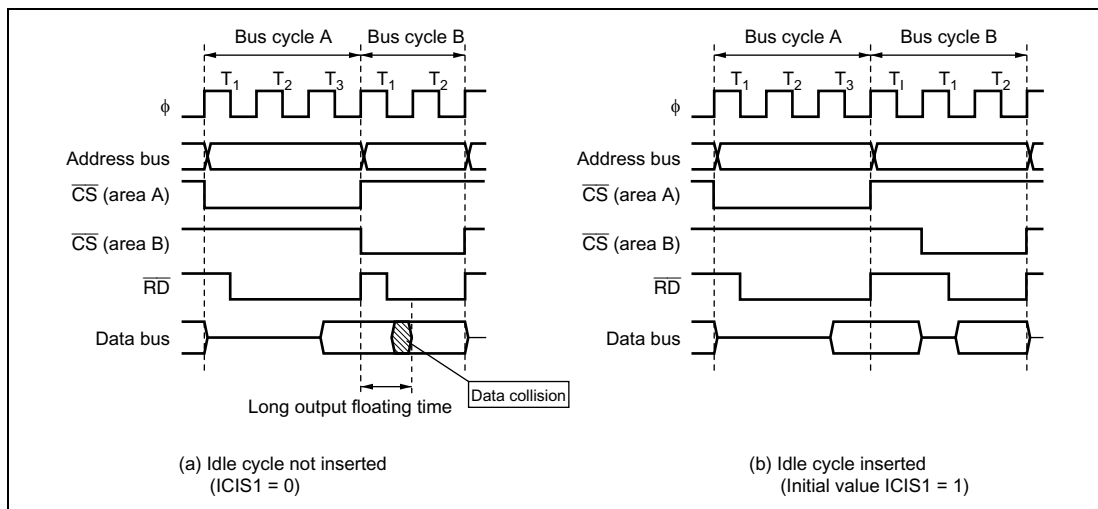 Bus cycle A Bus cycle B
T1 T2 T3 T1 T2
φ
Address bus
CS (area A)
CS (area B)
RD
Data bus
Data collision
Long output floating time
(a) Idle cycle not inserted
(ICIS1 = 0)
Bus cycle A Bus cycle B
T1 T2 T3 TI T1 T2
φ
Address bus
CS (area A)
CS (area B)
RD
Data bus
(b) Idle cycle inserted
(Initial value ICIS1 = 1)